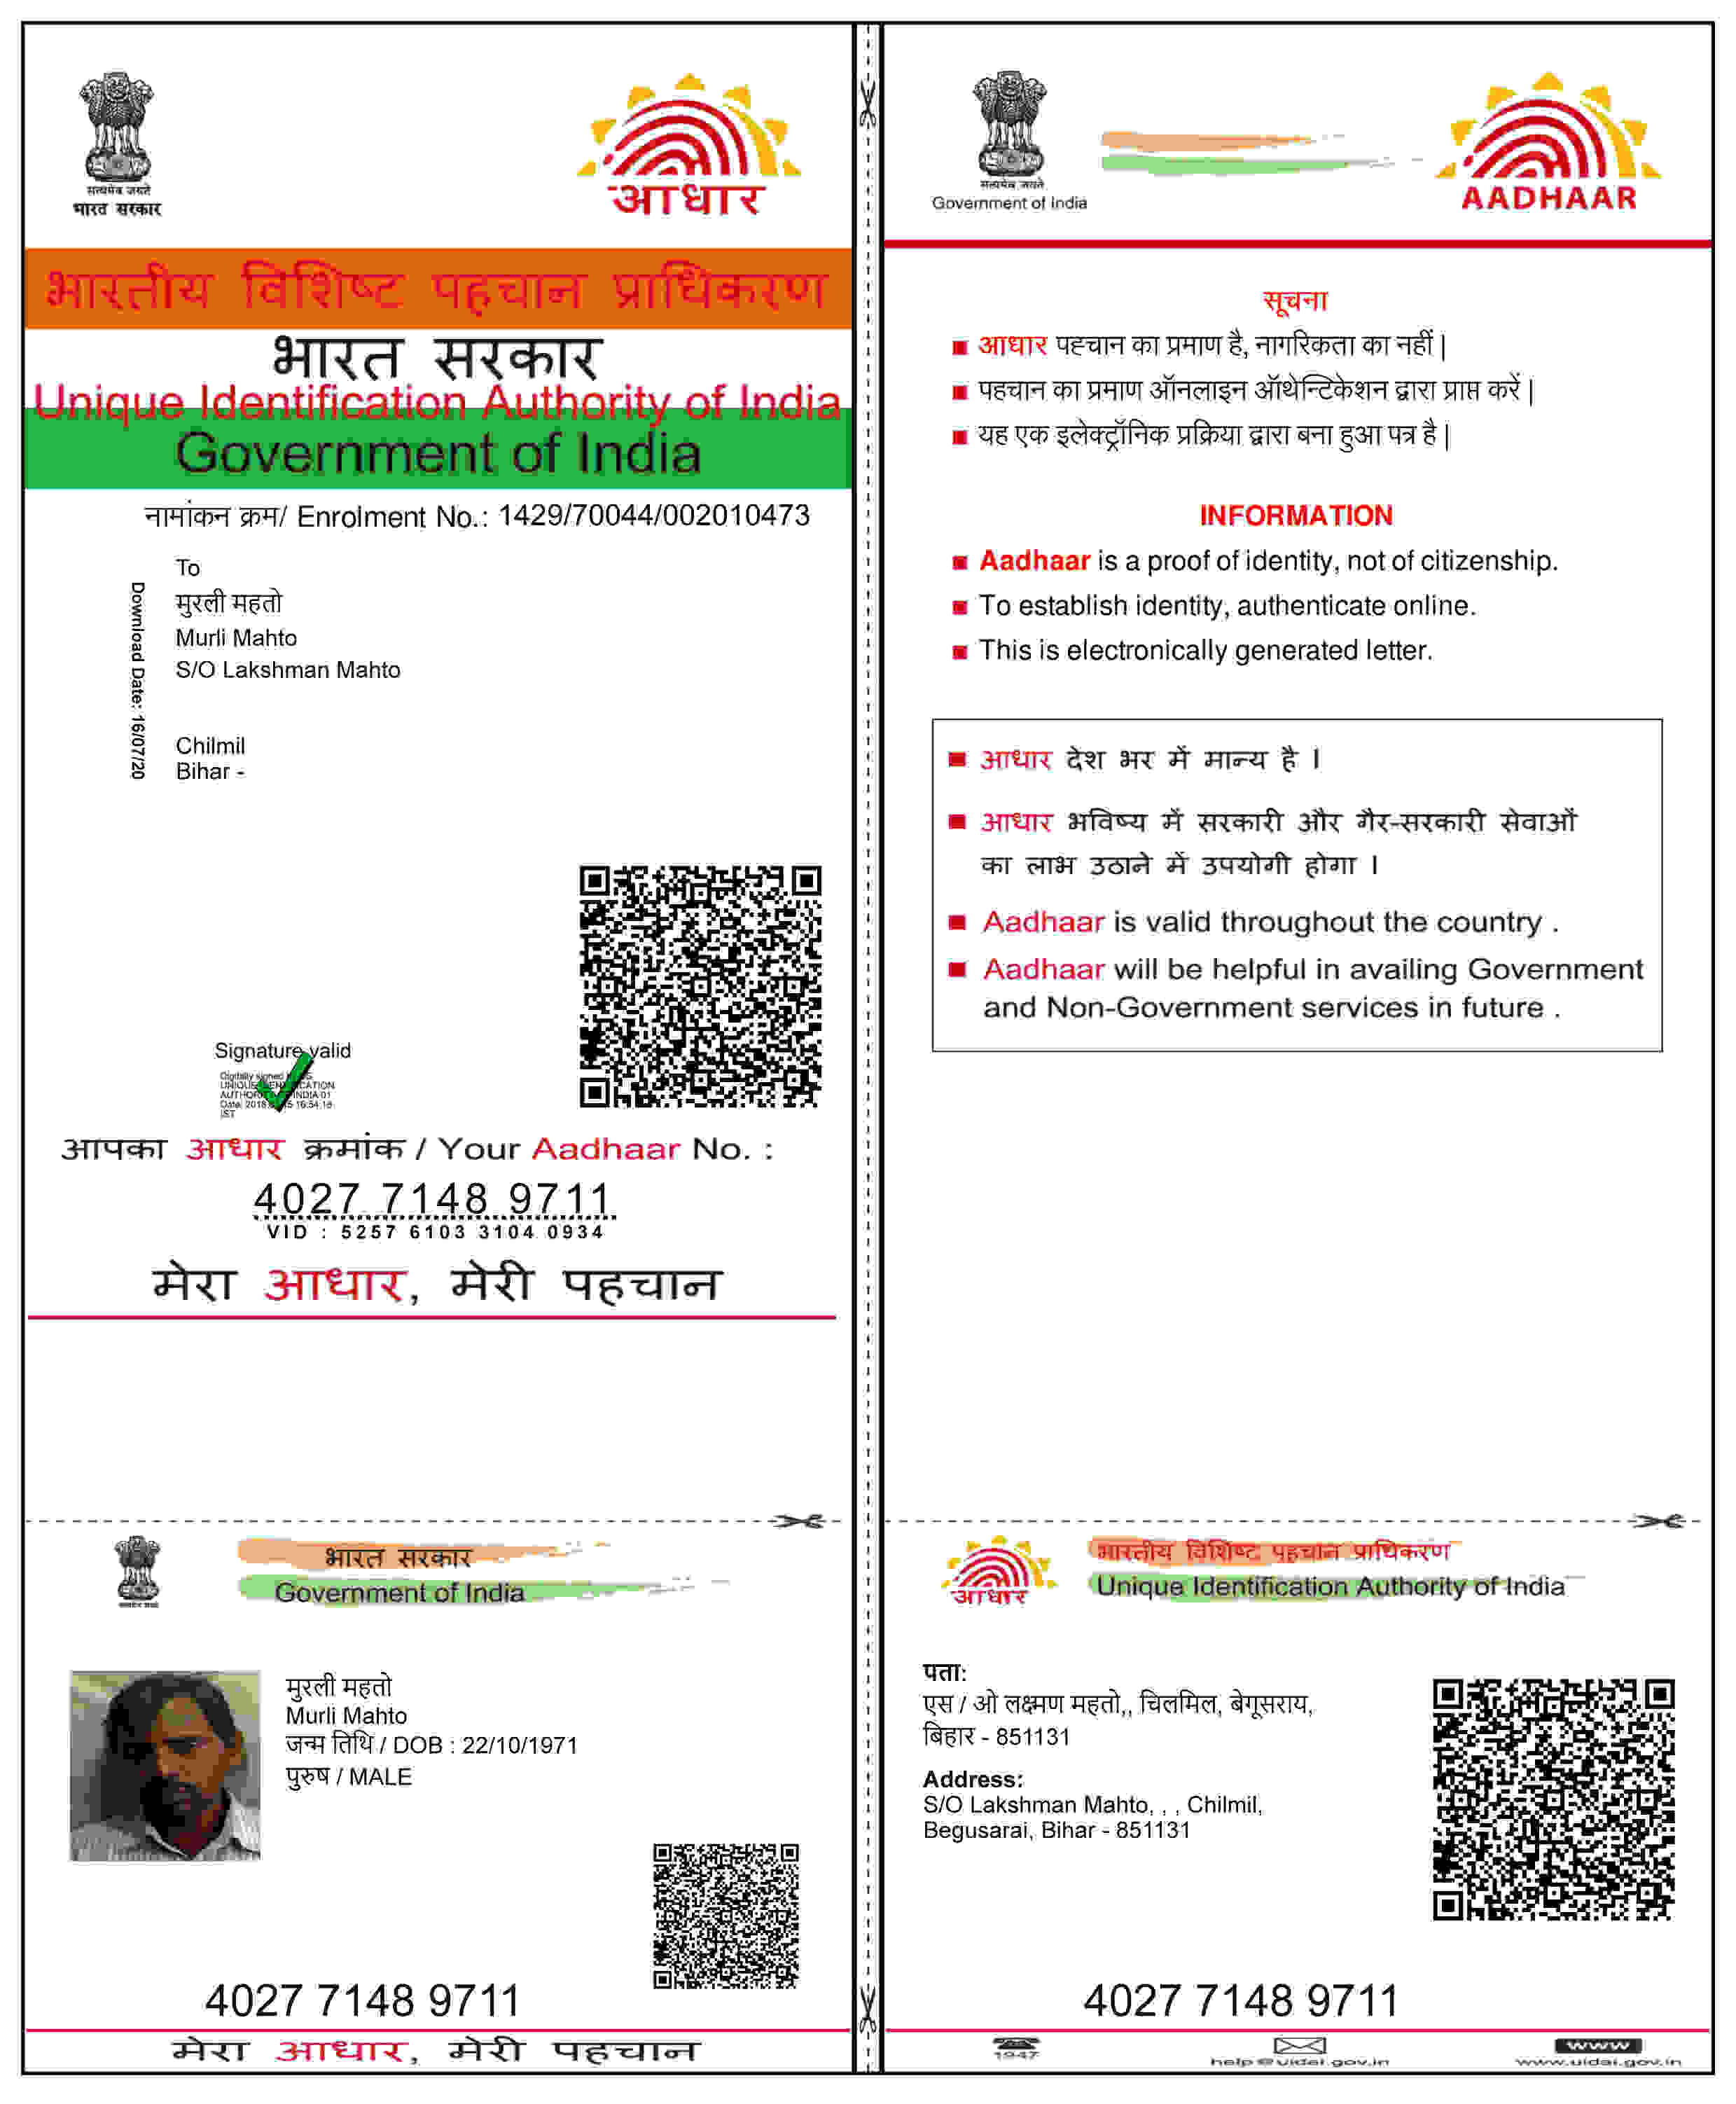 सत्यमेव जयते
भारत सरकार
आधार
भारतीय विशिष्ट पहचान प्राधिकरण
भारत सरकार
Unique Identification Authority of India
Government of India
नामांकन क्रम/ Enrolment No.: 1429/70044/002010473
To
मुरली महतो
Murli Mahto
S/O Lakshman Mahto
Chilmil
Bihar -
Download Date: 16/07/20
Signature valid
Digitally signed
UNIQUE
AUTHOR INDIA 01
Date: 2018 16:54:16
IST
आपका आधार क्रमांक / Your Aadhaar No. :
4027 7148 9711
VID : 5257 6103 3104 0934
मेरा आधार, मेरी पहचान
सत्यमेव जयते
Government of India
AADHAAR
सूचना
आधार पह्चान का प्रमाण है, नागरिकता का नहीं |
पहचान का प्रमाण ऑनलाइन ऑथेन्टिकेशन द्वारा प्राप्त करें |
यह एक इलेक्ट्रॉनिक प्रक्रिया द्वारा बना हुआ पत्र है |
INFORMATION
Aadhaar is a proof of identity, not of citizenship.
To establish identity, authenticate online.
This is electronically generated letter.
आधार देश भर में मान्य है ।
आधार भविष्य में सरकारी और गैर-सरकारी सेवाओं
का लाभ उठाने में उपयोगी होगा ।
Aadhaar is valid throughout the country .
Aadhaar will be helpful in availing Government
and Non-Government services in future .
भारत सरकार
Government of India
मुरली महतो
Murli Mahto
जन्म तिथि / DOB : 22/10/1971
पुरुष / MALE
4027 7148 9711
मेरा आधार, मेरी पहचान
आधार
भारतीय विशिष्ट पहचान प्राधिकरण
Unique Identification Authority of India
पता:
एस / ओ लक्ष्मण महतो,, चिलमिल, बेगूसराय,
बिहार - 851131
Address:
S/O Lakshman Mahto, , , Chilmil,
Begusarai, Bihar - 851131
4027 7148 9711
1947
help@uidai.gov.in
www
www.uidai.gov.in